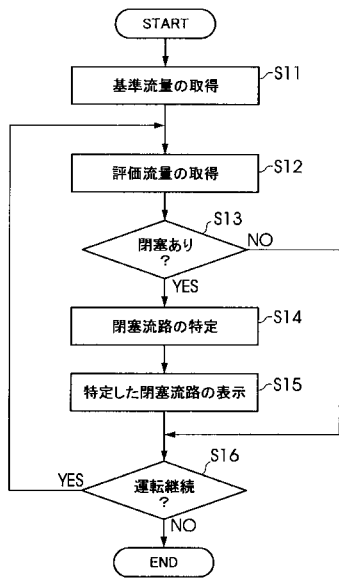 START
基準流量の取得
S11
評価流量の取得
S12
S13
閉塞あり
?
NO
YES
閉塞流路の特定
S14
特定した閉塞流路の表示
S15
S16
YES
運転継続
?
NO
END